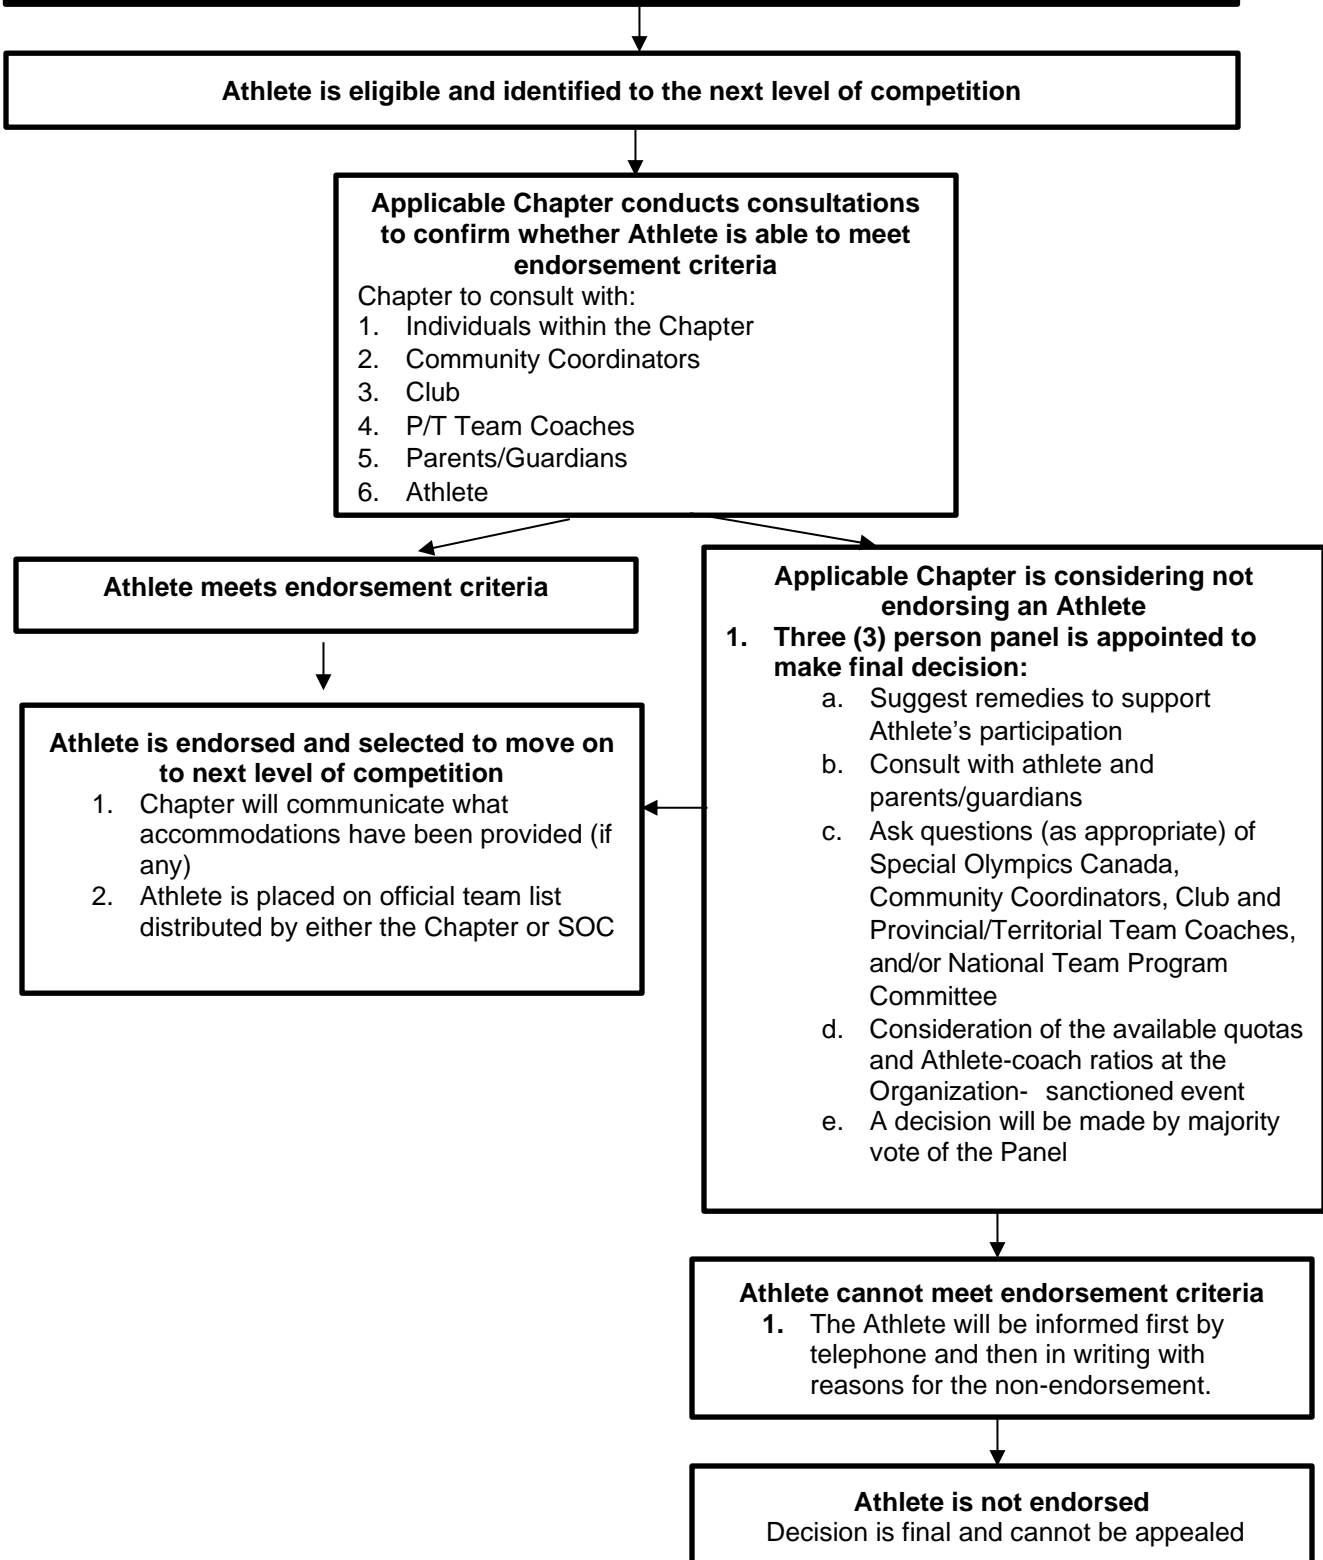 Athlete is eligible and identified to the next level of competition
Applicable Chapter conducts consultations
to confirm whether Athlete is able to meet
endorsement criteria
Chapter to consult with:
1. Individuals within the Chapter
2. Community Coordinators
3. Club
4. P/T Team Coaches
5. Parents/Guardians
6. Athlete
Athlete meets endorsement criteria
Athlete is endorsed and selected to move on
to next level of competition
1. Chapter will communicate what
accommodations have been provided (if
any)
2. Athlete is placed on official team list
distributed by either the Chapter or SOC
Applicable Chapter is considering not
endorsing an Athlete
1. Three (3) person panel is appointed to
make final decision:
a. Suggest remedies to support
Athlete's participation
b. Consult with athlete and
parents/guardians
c. Ask questions (as appropriate) of
Special Olympics Canada,
Community Coordinators, Club and
Provincial/Territorial Team Coaches,
and/or National Team Program
Committee
d. Consideration of the available quotas
and Athlete-coach ratios at the
Organization- sanctioned event
e. A decision will be made by majority
vote of the Panel
Athlete cannot meet endorsement criteria
1. The Athlete will be informed first by
telephone and then in writing with
reasons for the non-endorsement.
Athlete is not endorsed
Decision is final and cannot be appealed